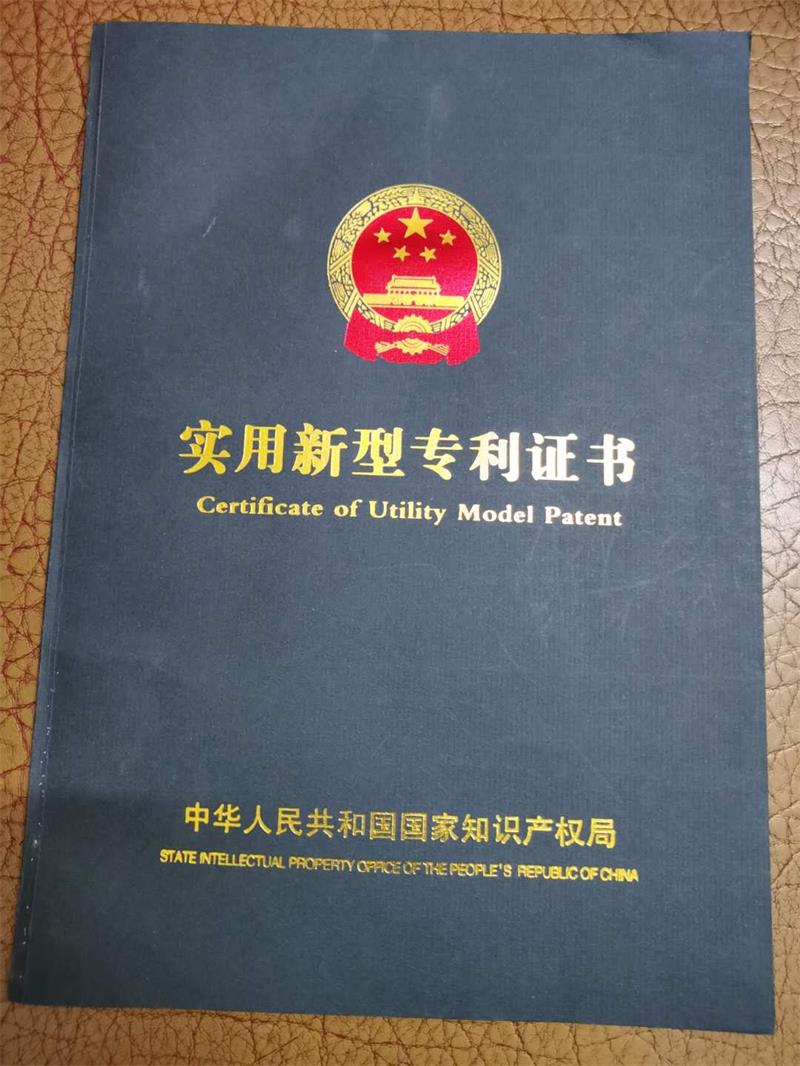 实用新型专利证书
Certificate of Utility Model Patent
中华人民共和国国家知识产权局
STATE INTELLECTUAL PROPERTY OFFICE OF THE PEOPLE'S REPUBLIC OF CHINA